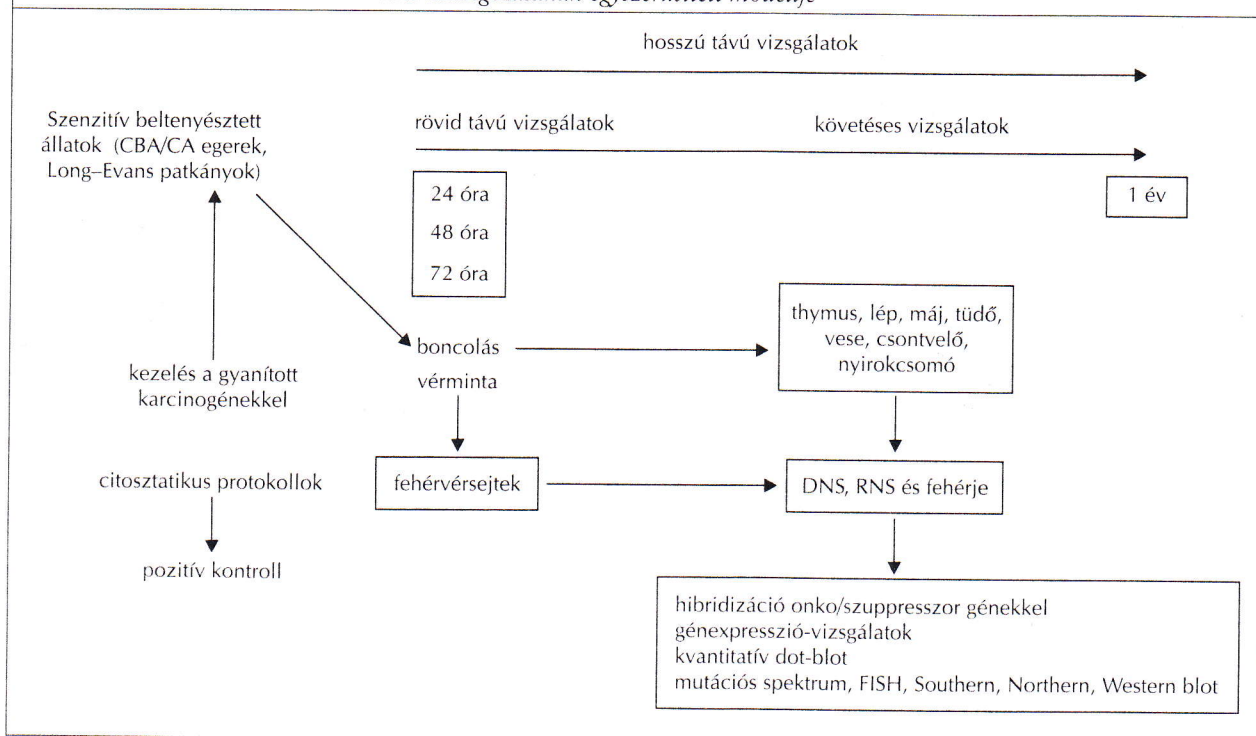 hosszú távú vizsgálatok
Szenzitív beltenyésztett
állatok (CBA/CA egerek,
Long–Evans patkányok)
rövid távú vizsgálatok
követéses vizsgálatok
24 óra
48 óra
72 óra
1 év
kezelés a gyanított
karcinogénekkel
boncolás
vérminta
thymus, lép, máj, tüdő,
vese, csontvelő,
nyirokcsomó
citosztatikus protokollok
fehérvérsejtek
DNS, RNS és fehérje
pozitív kontroll
hibridizáció onko/szuppresszor génekkel
génexpresszió-vizsgálatok
kvantitatív dot-blot
mutációs spektrum, FISH, Southern, Northern, Western blot